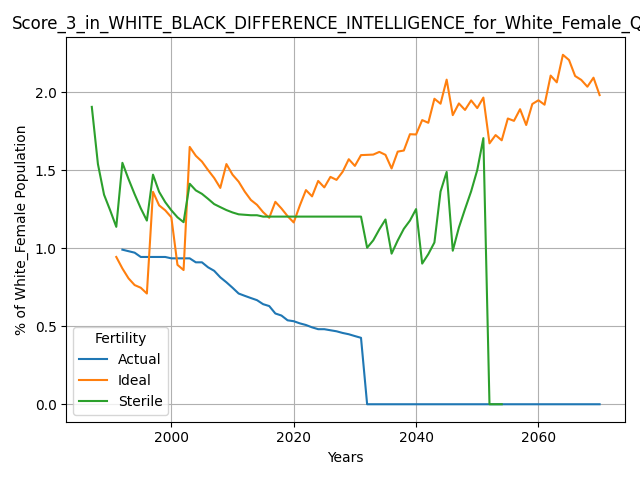 Score_3_in_WHITE_BLACK_DIFFERENCE_INTELLIGENCE_for_White_Female_Q
% of White_Female Population
2.0
1.5
1.0
0.5
0.0
Fertility
Actual
Ideal
Sterile
2000 2020 2040 2060
Years